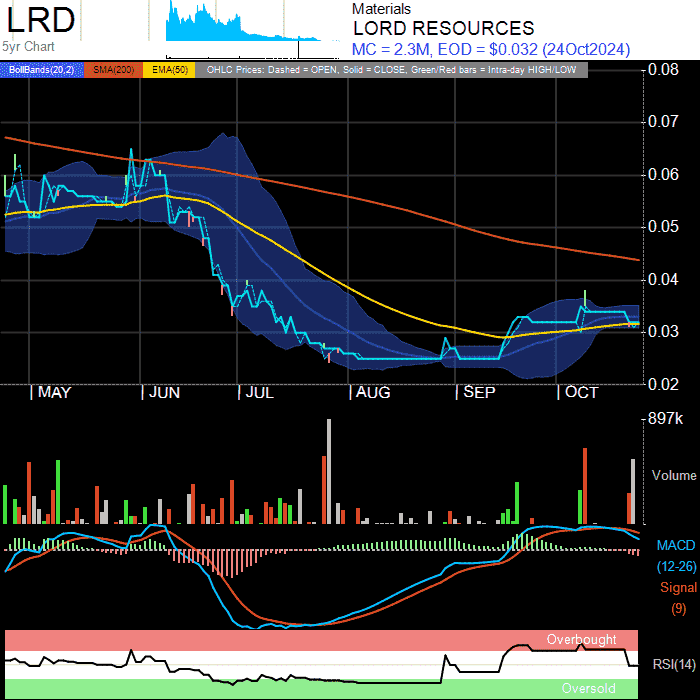 LRD
5yr Chart
Materials
LORD RESOURCES
MC = 2.3M, EOD = $0.032 (24Oct2024)
BollBands(20,2) SMA(200) EMA(50) OHLC Prices: Dashed = OPEN, Solid = CLOSE, Green/Red bars = Intra-day HIGH/LOW
0.08
0.07
0.06
0.05
0.04
0.03
0.02
MAY JUN JUL AUG SEP OCT
897k
Volume
MACD
(12-26)
Signal
(9)
Overbought
RSI(14)
Oversold